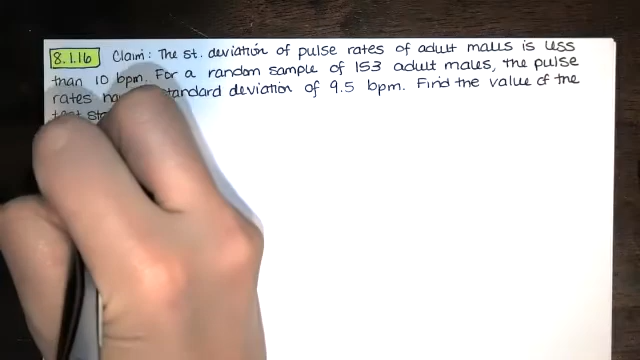 8.1.16 Claim: The st. deviation of pulse rates of adult males is less
than 10 bpm. For a random sample of 153 adult males, the pulse
rates standard deviation of 9.5 bpm. Find the value of the